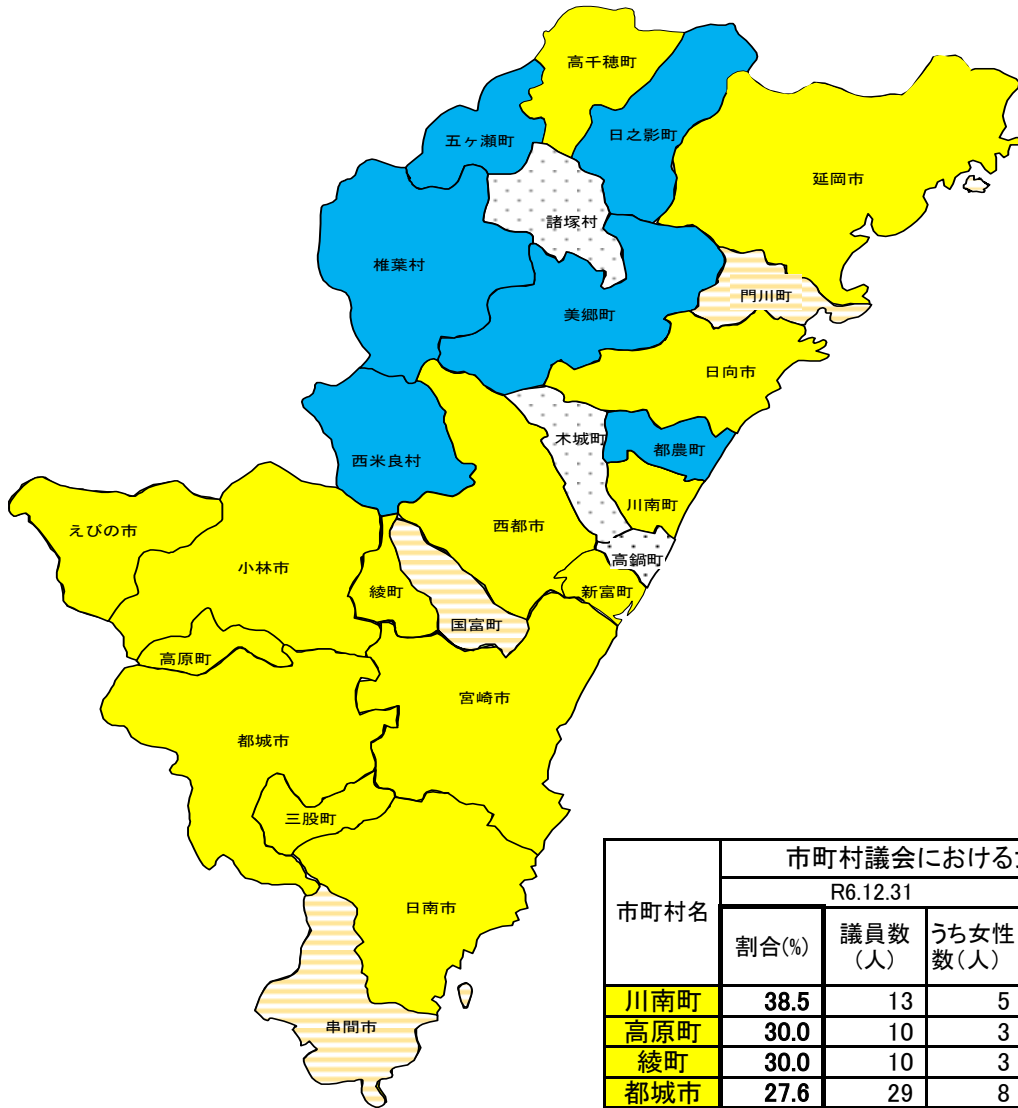 高千穂町
日之影町
五ヶ瀬町
延岡市
諸塚村
椎葉村
門川町
美郷町
日向市
木城町
都農町
西米良村
川南町
えびの市
西都市
高鍋町
小林市
綾町
新富町
国富町
高原町
宮崎市
都城市
三股町
日南市
串間市
市町村名
市町村議会における
R6.12.31
割合(%)
議員数
(人)
うち女性
数(人)
川南町 38.5 13 5
高原町 30.0 10 3
綾町 30.0 10 3
都城市 27.6 29 8